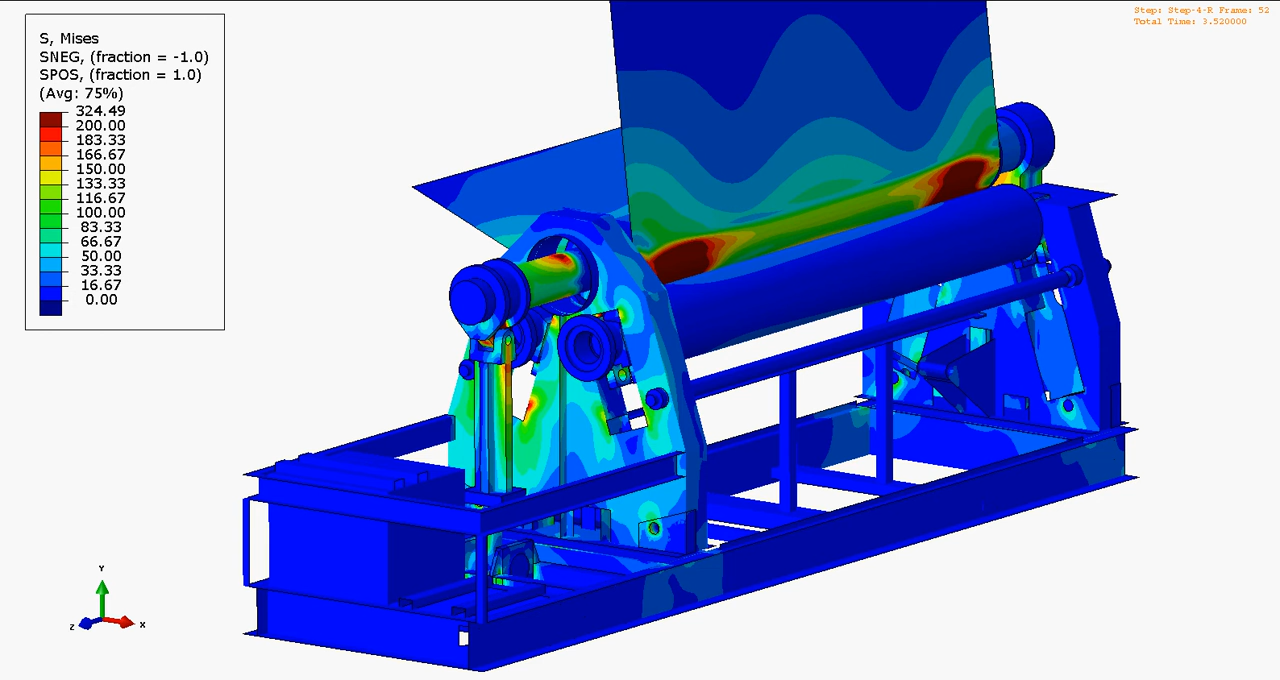 S, Mises
SNEG, (fraction = -1.0)
SPOS, (fraction = 1.0)
(Avg: 75%)
324.49
200.00
183.33
166.67
150.00
133.33
116.67
100.00
83.33
66.67
50.00
33.33
16.67
0.00
Step: Step-4-R Frame: 52
Total Time: 3.520000
Y
Z
X